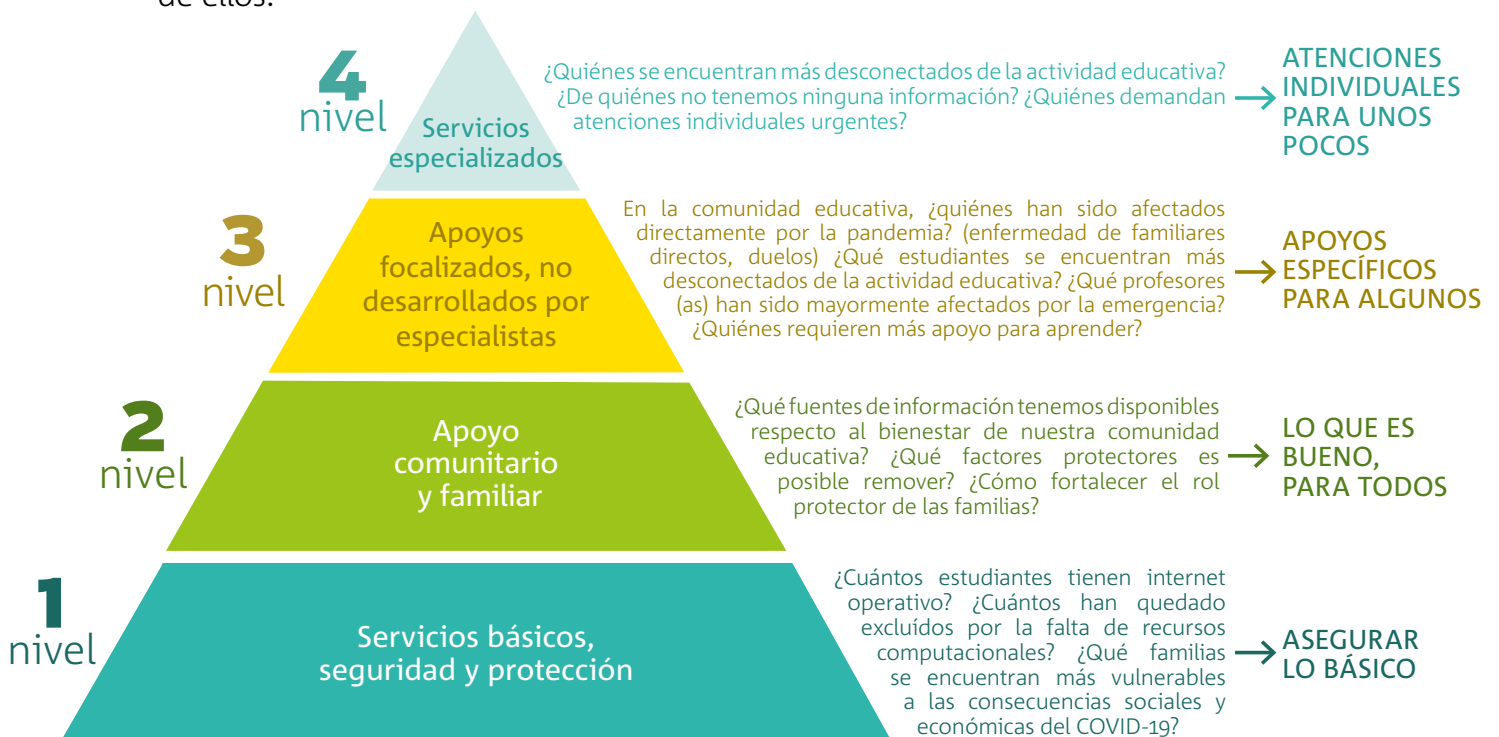 de ellos?
4
nivel
Servicios
especializados
¿Quiénes se encuentran más desconectados de la actividad educativa?
¿De quiénes no tenemos ninguna información? ¿Quiénes demandan
atenciones individuales urgentes?
ATENCIONES
INDIVIDUALES
PARA UNOS
POCOS
3
nivel
Apoyos
focalizados, no
desarrollados por
especialistas
En la comunidad educativa, ¿quiénes han sido afectados
directamente por la pandemia? (enfermedad de familiares
directos, duelos) ¿Qué estudiantes se encuentran más
desconectados de la actividad educativa? ¿Qué profesores
(as) han sido mayormente afectados por la emergencia?
¿Quiénes requieren más apoyo para aprender?
APOYOS
ESPECÍFICOS
PARA ALGUNOS
2
nivel
Apoyo
comunitario
y familiar
¿Qué fuentes de información tenemos disponibles
respecto al bienestar de nuestra comunidad
educativa? ¿Qué factores protectores es
posible remover? ¿Cómo fortalecer el rol
protector de las familias?
LO QUE ES
BUENO,
PARA TODOS
1
nivel
Servicios básicos,
seguridad y protección
¿Cuántos estudiantes tienen internet
operativo? ¿Cuántos han quedado
excluídos por la falta de recursos
computacionales? ¿Qué familias
se encuentran más vulnerables
a las consecuencias sociales y
económicas del COVID-19?
ASEGURAR
LO BÁSICO